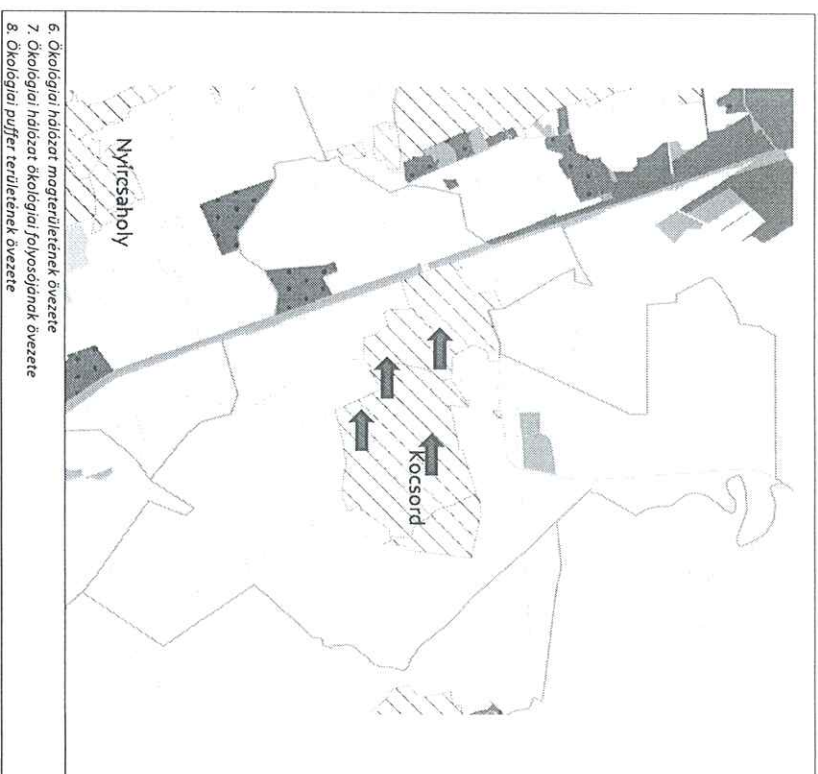 Nyírcsaholy
Kocsord
6. Ökológiai hálózat magterületének övezete
7. Ökológiai hálózat ökológiai folyosójának övezete
8. Ökológiai puffer területének övezete